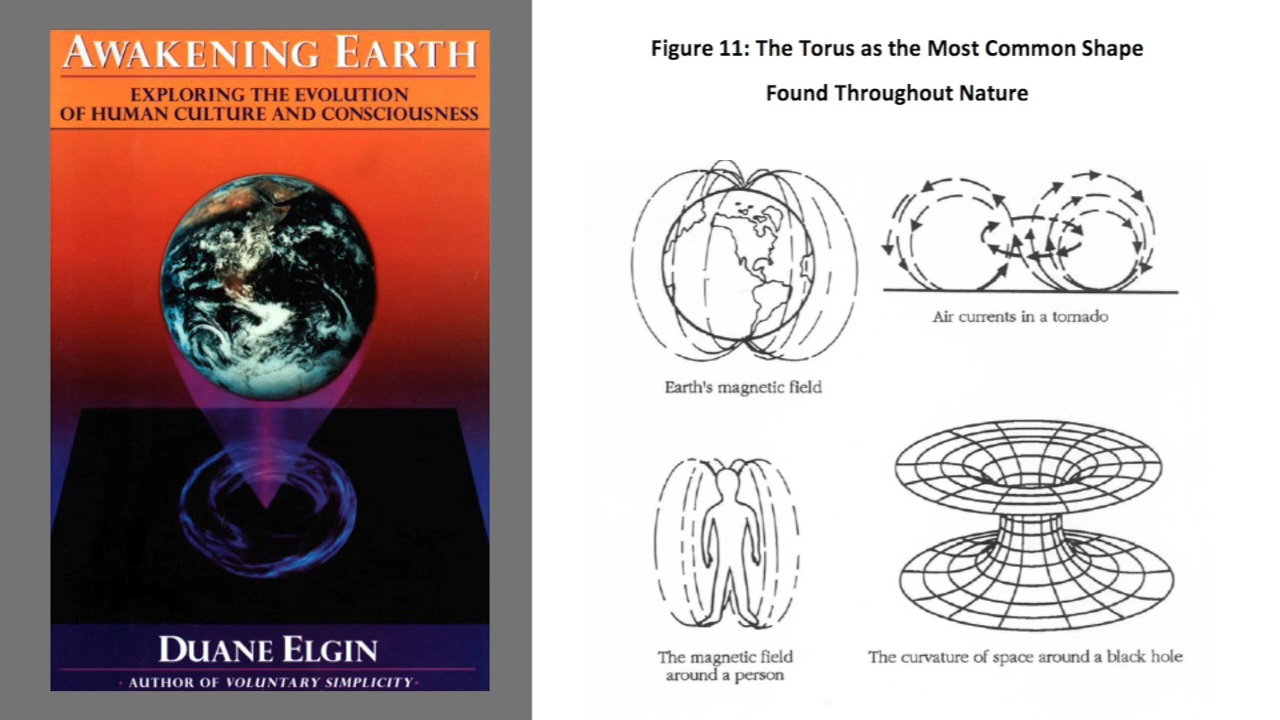 AWAKENING EARTH
EXPLORING THE EVOLUTION
OF HUMAN CULTURE AND CONSCIOUSNESS
DUANE ELGIN
· AUTHOR OF VOLUNTARY SIMPLICITY ·
Figure 11: The Torus as the Most Common Shape
Found Throughout Nature
Earth's magnetic field
Air currents in a tornado
The magnetic field
around a person
The curvature of space around a black hole